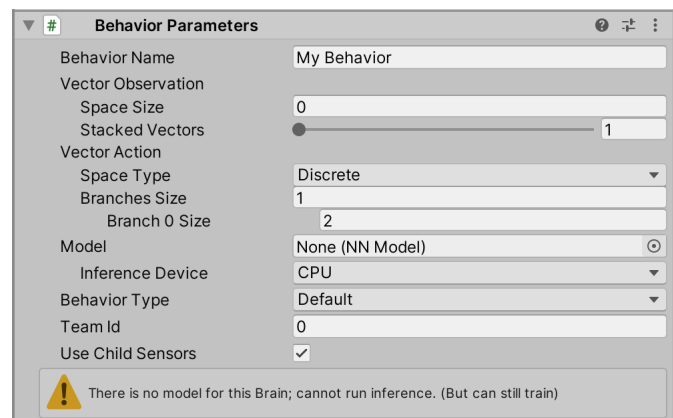 # Behavior Parameters
Behavior Name My Behavior
Vector Observation
Space Size 0
Stacked Vectors 1
Vector Action
Space Type Discrete
Branches Size 1
Branch 0 Size 2
Model None (NN Model)
Inference Device CPU
Behavior Type Default
Team Id 0
Use Child Sensors
There is no model for this Brain; cannot run inference. (But can still train)